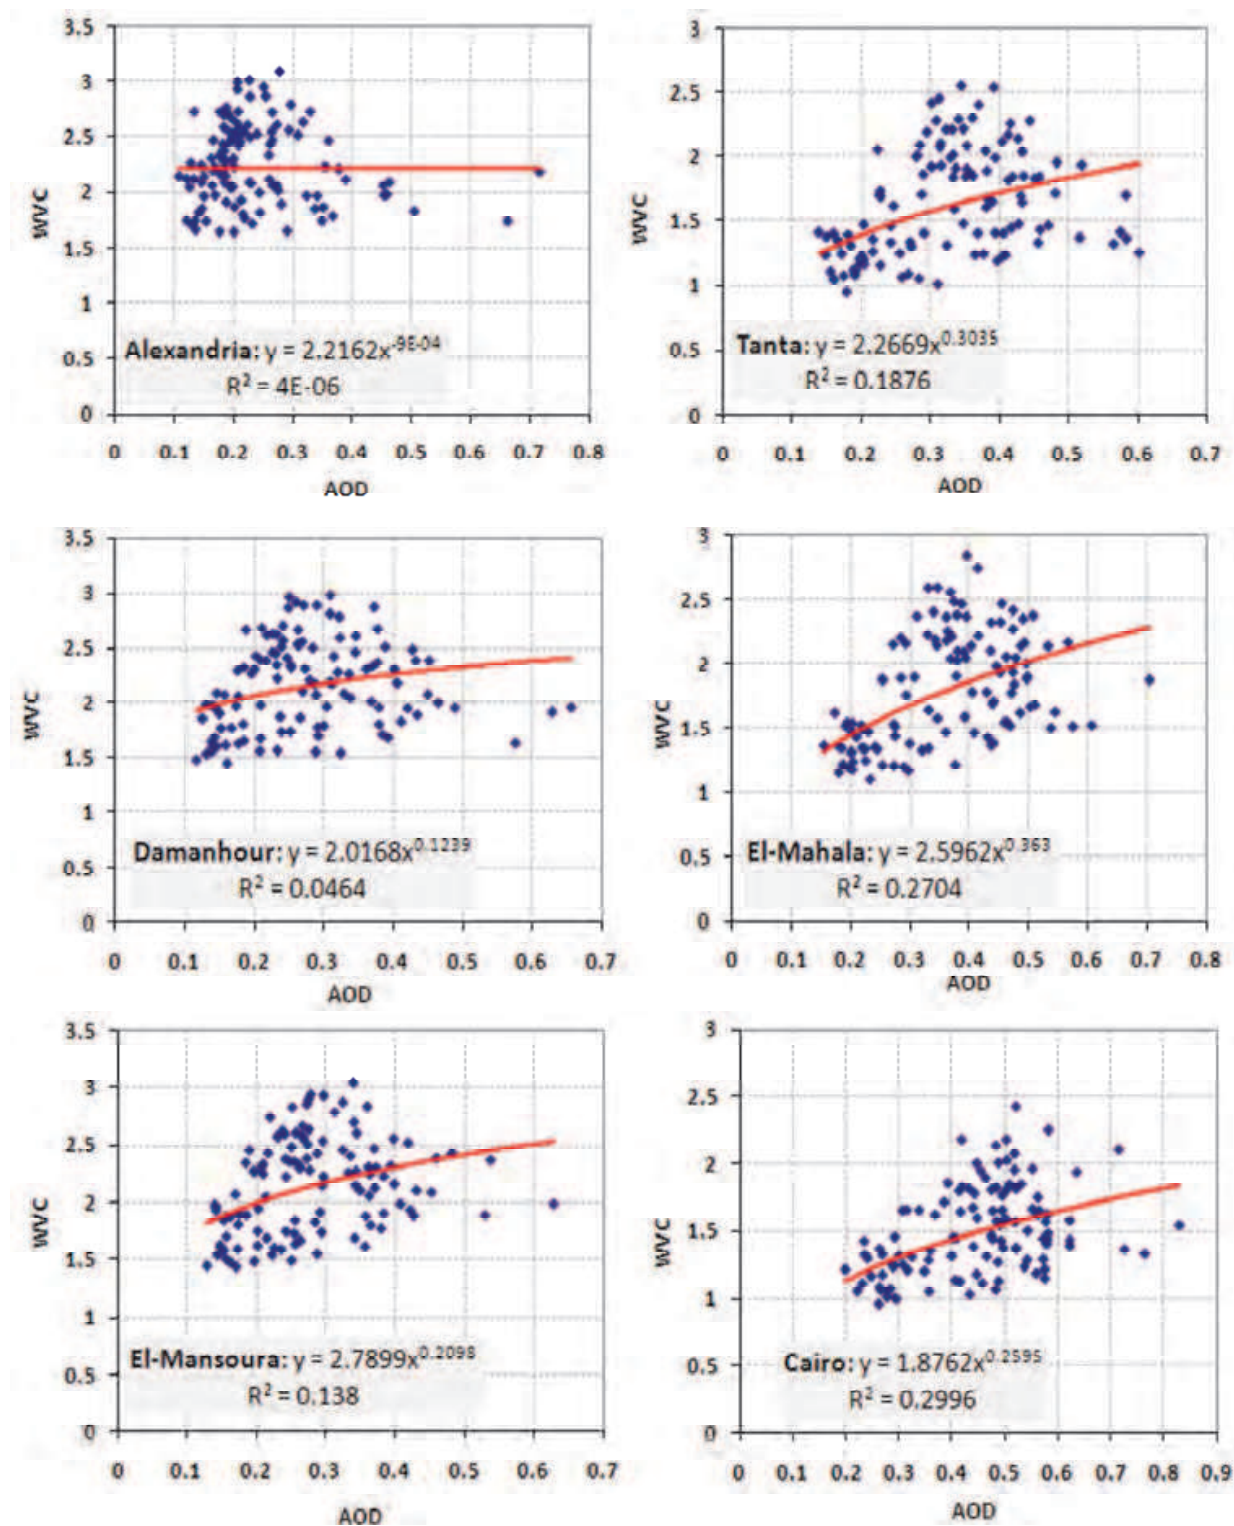 3.5
3
2.5
2
1.5
1
0.5
0
WVC
Alexandria: y = 2.2162x^-9E-04
R² = 4E-06
0 0.1 0.2 0.3 0.4 0.5 0.6 0.7 0.8
AOD
3
2.5
2
1.5
1
0.5
0
WVC
Tanta: y = 2.2669x^0.3035
R² = 0.1876
0 0.1 0.2 0.3 0.4 0.5 0.6 0.7
AOD
3.5
3
2.5
2
1.5
1
0.5
0
WVC
Damanhour: y = 2.0168x^0.1239
R² = 0.0464
0 0.1 0.2 0.3 0.4 0.5 0.6 0.7
AOD
3
2.5
2
1.5
1
0.5
0
WVC
El-Mahala: y = 2.5962x^0.363
R² = 0.2704
0 0.1 0.2 0.3 0.4 0.5 0.6 0.7 0.8
AOD
3.5
3
2.5
2
1.5
1
0.5
0
WVC
El-Mansoura: y = 2.7899x^0.2098
R² = 0.138
0 0.1 0.2 0.3 0.4 0.5 0.6 0.7
AOD
3
2.5
2
1.5
1
0.5
0
WVC
Cairo: y = 1.8762x^0.2595
R² = 0.2996
0 0.1 0.2 0.3 0.4 0.5 0.6 0.7 0.8 0.9
AOD